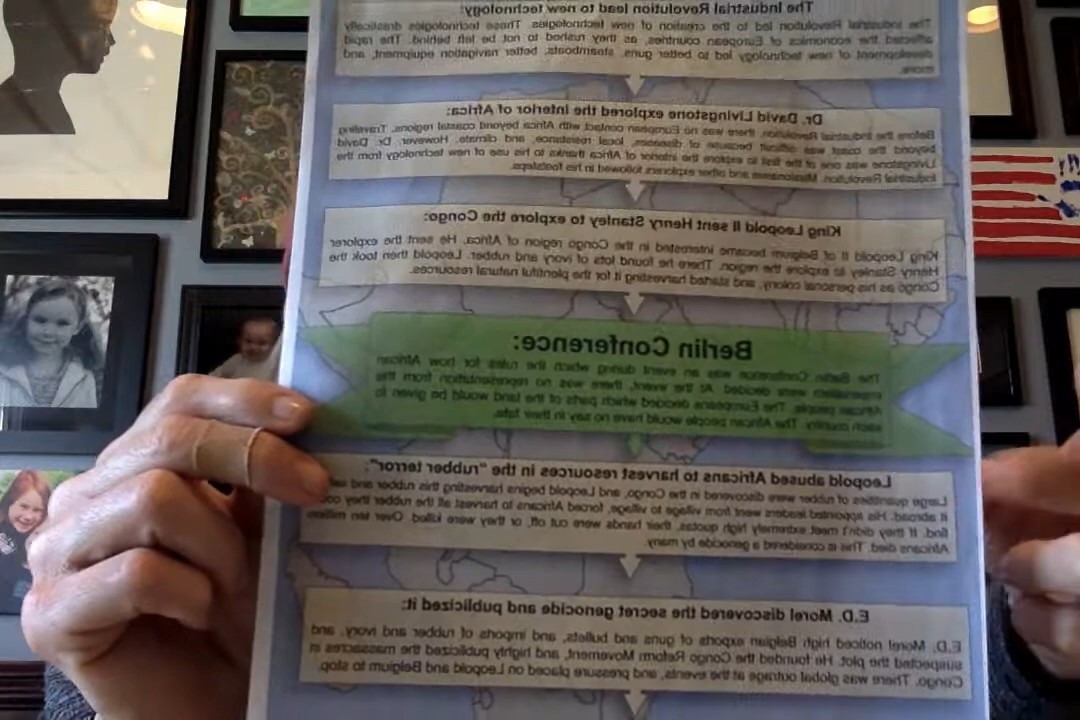 The Industrial Revolution lead to new technology:
The Industrial Revolution led to the creation of new technologies. These technologies drastically
affected the economics of European countries, as they rushed to not be left behind. The rapid
development of new technology led to better guns, steamboats, better navigation equipment, and
more.
Dr. David Livingstone explored the interior of Africa:
Before the Industrial Revolution, there was no European contact with Africa beyond coastal regions. Traveling
beyond the coast was difficult because of diseases, local resistance, and climate. However, Dr. David
Livingstone was one of the first to explore the interior of Africa thanks to his use of new technology from the
Industrial Revolution. Missionaries and other explorers followed in his footsteps.
King Leopold II sent Henry Stanley to explore the Congo:
King Leopold II of Belgium became interested in the Congo region of Africa. He sent the explorer
Henry Stanley to explore the region. There he found lots of ivory and rubber. Leopold then took the
Congo as his personal colony, and started harvesting it for the plentiful natural resources.
Berlin Conference:
The Berlin Conference was an event during which the rules for how African
imperialism were decided. At the event, there was no representation from the
African people. The Europeans decided which parts of the land would be given to
each country. The African people would have no say in their fate.
Leopold abused Africans to harvest resources in the "rubber terror":
Large quantities of rubber were discovered in the Congo, and Leopold begins harvesting this rubber and
it abroad. His appointed leaders went from village to village, forced Africans to harvest all the rubber they
find. If they didn't meet extremely high quotas, their hands were cut off, or they were killed. Over ten million
Africans died. This is considered a genocide by many.
E.D. Morel discovered the secret genocide and publicized it:
E.D. Morel noticed high Belgian exports of guns and bullets, and imports of rubber and ivory, and
suspected the plot. He founded the Congo Reform Movement, and highly publicized the massacres in
Congo. There was global outrage at the events, and pressure placed on Leopold and Belgium to stop.